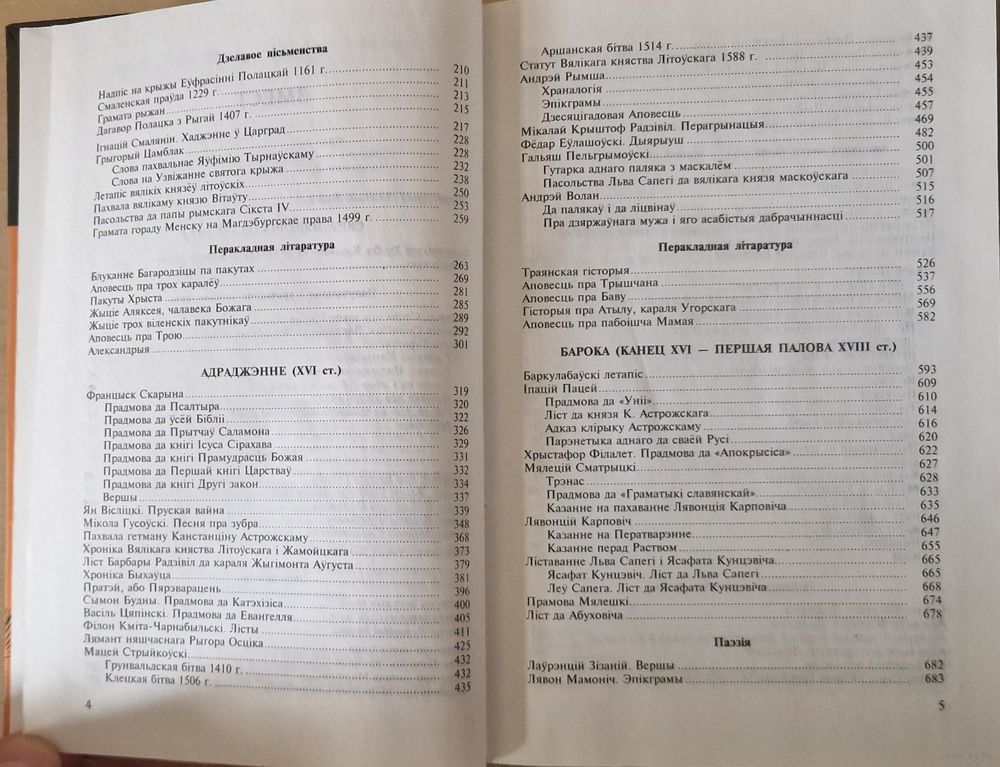 Дзелавое пісьменства
Надпіс на крыжы Еўфрасінні Полацкай 1161 г. 210
Смаленская праўда 1229 г. 211
Грамата рыжан 213
Дагавор Полацка з Рыгай 1407 г. 215
Ігнацій Смалянін. Хаджэнне ў Царград 217
Грыгорый Цамблак 228
Слова пахвальнае Яўфімію Тырнаўскаму 228
Слова на Узвіжанне святога крыжа 232
Летапіс вялікіх князёў літоўскіх 238
Пахвала вялікаму князю Вітаўту 250
Пасольства да папы рымскага Сікста IV 253
Грамата гораду Менску на Магдэбургскае права 1499 г. 259
Перакладная літаратура
Блуканне Багародзіцы па пакутах 263
Аповесць пра трох каралёў 269
Пакуты Хрыста 281
Жыціе Аляксея, чалавека Божага 285
Жыціе трох віленскіх пакутнікаў 289
Аповесць пра Трою 292
Александрыя 301
АДРАДЖЭННЕ (XVI ст.)
Францыск Скарына 319
Прадмова да Псалтыра 320
Прадмова да ўсёй Бібліі 322
Прадмова да Прытчаў Саламона 326
Прадмова да кнігі Ісуса Сірахава 329
Прадмова да кнігі Прамудрасць Божая 331
Прадмова да Першай кнігі Царстваў 332
Прадмова да кнігі Другі закон 334
Вершы 337
Ян Вісліцкі. Пруская вайна 339
Мікола Гусоўскі. Песня пра зубра 348
Пахвала гетману Канстанціну Астрожскаму 368
Хроніка Вялікага княства Літоўскага і Жамойцкага 373
Ліст Барбары Радзівіл да караля Жыгімонта Аўгуста 379
Хроніка Быхаўца 381
Пратэй, або Пярэварацень 396
Сымон Будны. Прадмова да Катэхізіса 400
Васіль Цяпінскі. Прадмова да Евангелля 405
Філон Кміта-Чарнабыльскі. Лісты 411
Лямант няшчаснага Рыгора Осціка 425
Мацей Стрыйкоўскі 432
Грунвальдская бітва 1410 г. 432
Клецкая бітва 1506 г. 435
4
Аршанская бітва 1514 г. 437
Статут Вялікага княства Літоўскага 1588 г. 439
Андрэй Рымша 453
Храналогія 454
Эпікграмы 455
Дзесяцігадовая Аповесць 457
Мікалай Крыштоф Радзівіл. Перагрынацыя 469
Фёдар Еўлашоўскі. Дыярыуш 482
Гальяш Пельгрымоўскі 500
Гутарка аднаго паляка з маскалём 501
Пасольства Льва Сапегі да вялікага князя маскоўскага 507
Андрэй Волан 515
Да палякаў і да ліцвінаў 516
Пра дзяржаўнага мужа і яго асабістыя дабрачыннасці 517
Перакладная літаратура
Траянская гісторыя 526
Аповесць пра Трышчана 537
Аповесць пра Баву 556
Гісторыя пра Атылу, караля Угорскага 569
Аповесць пра пабоішча Мамая 582
БАРОКА (КАНЕЦ XVI — ПЕРШАЯ ПАЛОВА XVIII ст.)
Баркулабаўскі летапіс 593
Іпацій Пацей 609
Прадмова да «Уніі» 610
Ліст да князя К. Астрожскага 614
Адказ клірыку Астрожскаму 616
Парэнетыка аднаго да сваёй Русі 620
Хрыстафор Філалет. Прадмова да «Апокрысіса» 622
Мялецій Сматрыцкі 627
Трэнас 628
Прадмова да «Граматыкі славянскай» 633
Казанне на пахаванне Лявонція Карповіча 635
Лявонцій Карповіч 646
Казанне на Ператварэнне 647
Казанне перад Раством 655
Ліставанне Льва Сапегі і Ясафата Кунцэвіча 665
Ясафат Кунцэвіч. Ліст да Льва Сапегі 665
Леў Сапега. Ліст да Ясафата Кунцэвіча 668
Прамова Мялешкі 674
Ліст да Абуховіча 678
Паэзія
Лаўрэнцій Зізаній. Вершы 682
Лявон Мамоніч. Эпікграмы 683
5